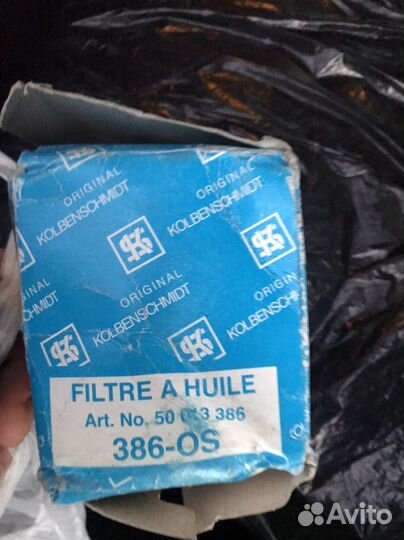 ORIGINAL
KOLBENSCHMIDT
ORIGINAL
KOLBENSCHMIDT
ORIGINAL
KOLBENSCHMIDT
ORIGINAL
KOLBENSCHMIDT
ORIGINAL
KOLBENSCHMIDT
FILTRE A HUILE
Art. No. 50 013 386
386-OS
Avito